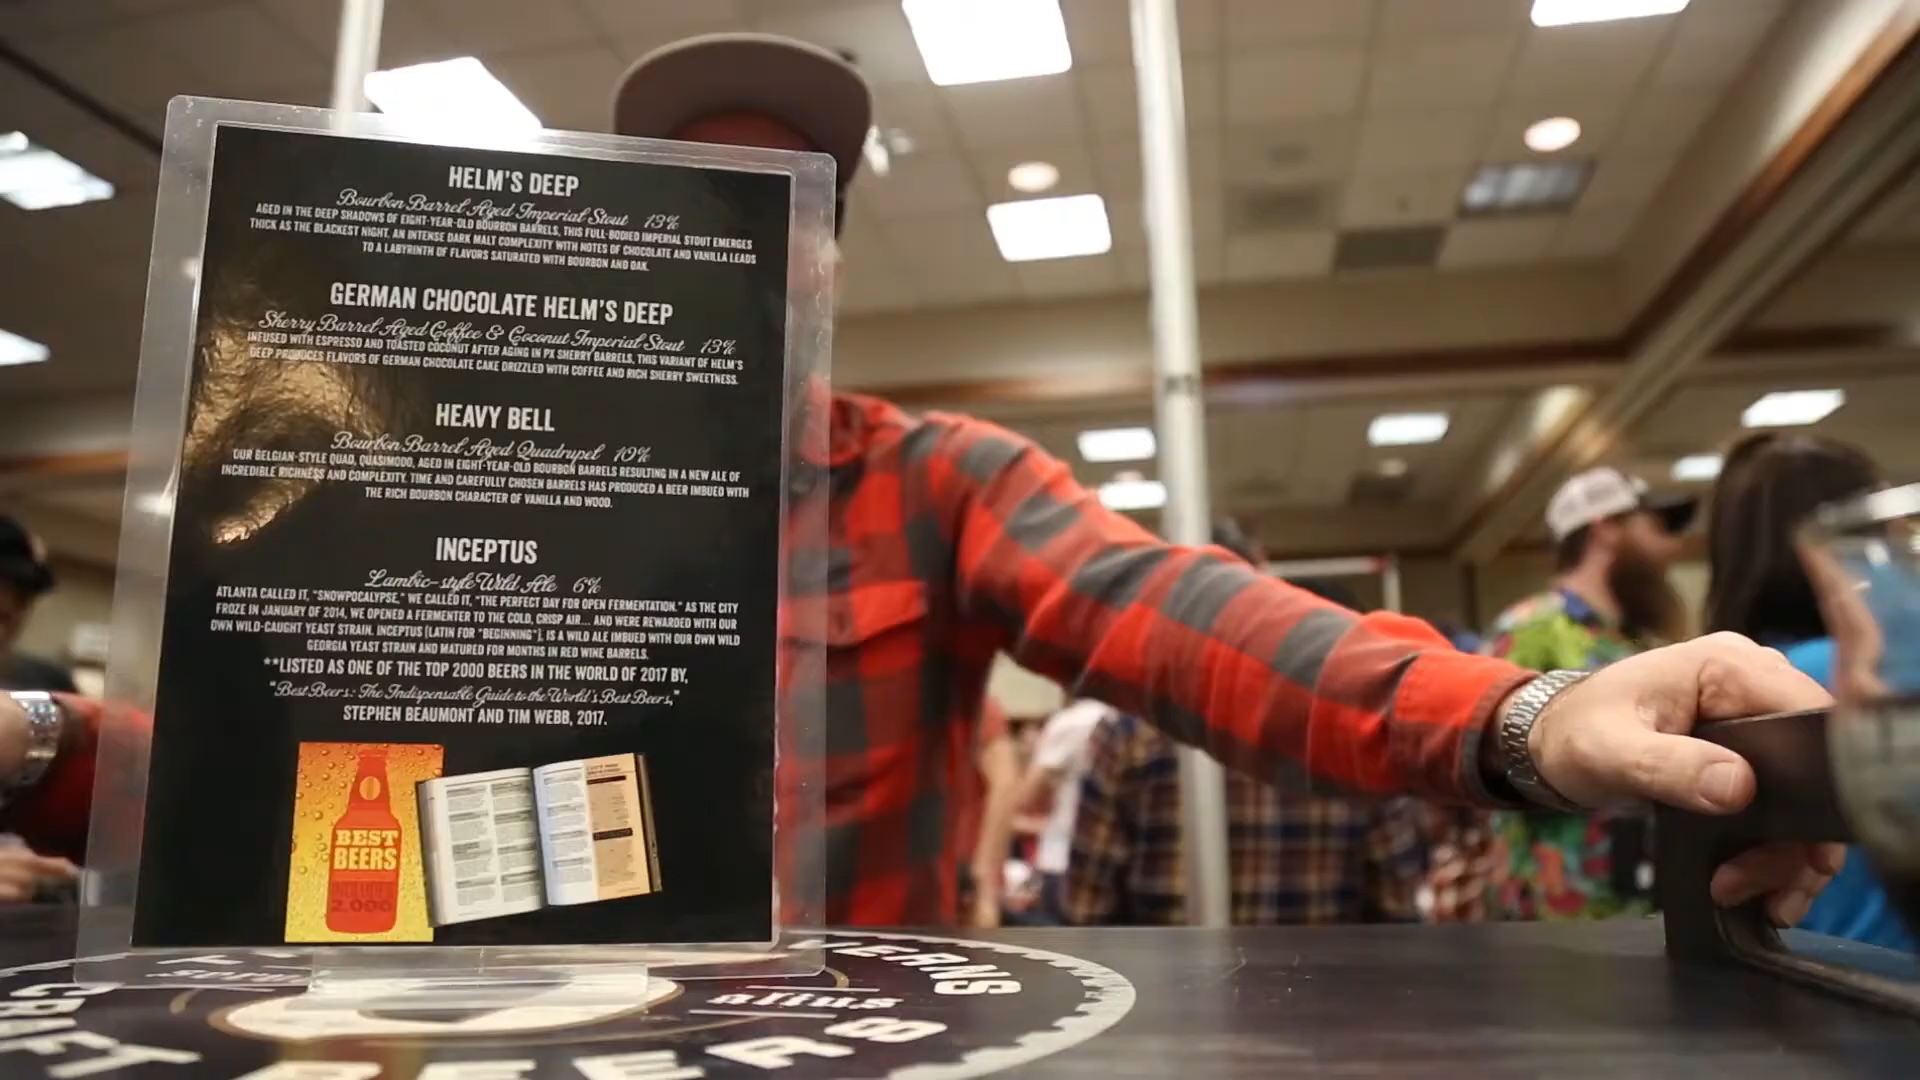 HELM'S DEEP
Bourbon Barrel Aged Imperial Stout 13%
AGED IN THE DEEP SHADOWS OF EIGHT-YEAR-OLD BOURBON BARRELS, THIS FULL-BODIED IMPERIAL STOUT EMERGES
THICK AS THE BLACKEST NIGHT. AN INTENSE DARK MALT COMPLEXITY WITH NOTES OF CHOCOLATE AND VANILLA LEADS
TO A LABYRINTH OF FLAVORS SATURATED WITH BOURBON AND OAK.
GERMAN CHOCOLATE HELM'S DEEP
Sherry Barrel Aged Coffee & Coconut Imperial Stout 13%
INFUSED WITH ESPRESSO AND TOASTED COCONUT AFTER AGING IN PX SHERRY BARRELS, THIS VARIANT OF HELM'S
DEEP PRODUCES FLAVORS OF GERMAN CHOCOLATE CAKE DRIZZLED WITH COFFEE AND RICH SHERRY SWEETNESS.
HEAVY BELL
Bourbon Barrel Aged Quadrupel 10%
OUR BELGIAN-STYLE QUAD, QUASIMODO, AGED IN EIGHT-YEAR-OLD BOURBON BARRELS RESULTING IN A NEW ALE OF
INCREDIBLE RICHNESS AND COMPLEXITY. TIME AND CAREFULLY CHOSEN BARRELS HAS PRODUCED A BEER IMBUED WITH
THE RICH BOURBON CHARACTER OF VANILLA AND WOOD.
INCEPTUS
Lambic-style Wild Ale 6%
ATLANTA CALLED IT, "SNOWPOCALYPSE," WE CALLED IT, "THE PERFECT DAY FOR OPEN FERMENTATION." AS THE CITY
FROZE IN JANUARY OF 2014, WE OPENED A FERMENTER TO THE COLD, CRISP AIR... AND WERE REWARDED WITH OUR
OWN WILD-CAUGHT YEAST STRAIN. INCEPTUS (LATIN FOR "BEGINNING"), IS A WILD ALE IMBUED WITH OUR OWN WILD
GEORGIA YEAST STRAIN AND MATURED FOR MONTHS IN RED WINE BARRELS.
**LISTED AS ONE OF THE TOP 2000 BEERS IN THE WORLD OF 2017 BY,
"Best Beers: The Indispensable Guide to the World's Best Beers,"
STEPHEN BEAUMONT AND TIM WEBB, 2017.
BEST
BEERS
2,000
CRAFT BEERS